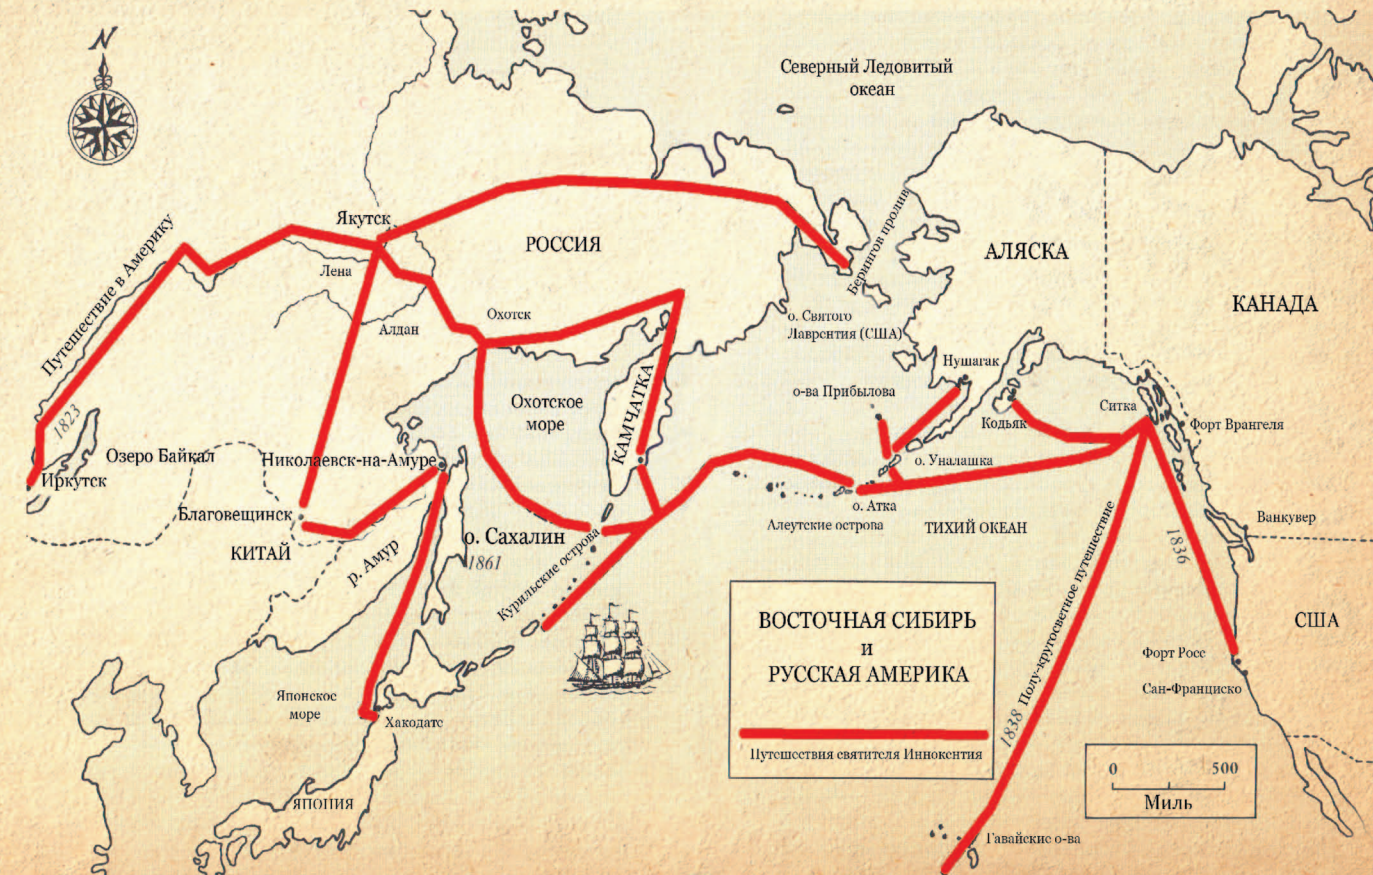 N
Северный Ледовитый
океан
Якутск
Путешествие в Америку
РОССИЯ
Берингов пролив
АЛЯСКА
Лена
КАНАДА
Охотск
Алдан
о. Святого
Лаврентия (США)
Нушагак
о-ва Прибылова
1823
Охотское
море
КАМЧАТКА
Ситка
Кодьяк
Форт Врангеля
Озеро Байкал
Николаевск-на-Амуре
о. Уналашка
Иркутск
Благовещинск
о. Атка
Алеутские острова
ТИХИЙ ОКЕАН
Ванкувер
КИТАЙ
р. Амур
о. Сахалин
1861
Курильские острова
1836
1838 Полу-кругосветное путешествие
ВОСТОЧНАЯ СИБИРЬ
и
РУССКАЯ АМЕРИКА
Путешествия святителя Иннокентия
США
Форт Росс
Сан-Франциско
Японское
море
Хакодате
0 500
Миль
ЯПОНИЯ
Гавайские о-ва